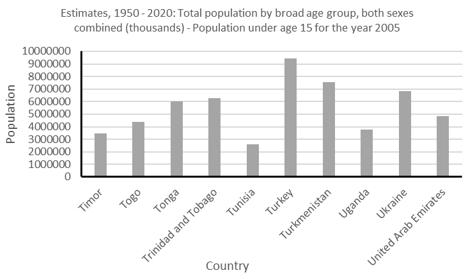 Estimates, 1950 - 2020: Total population by broad age group, both sexes
combined (thousands) - Population under age 15 for the year 2005
10000000
9000000
8000000
7000000
6000000
5000000
4000000
3000000
2000000
1000000
0
Population
Timor
Togo
Tonga
Trinidad and Tobago
Tunisia
Turkey
Turkmenistan
Uganda
Ukraine
United Arab Emirates
Country